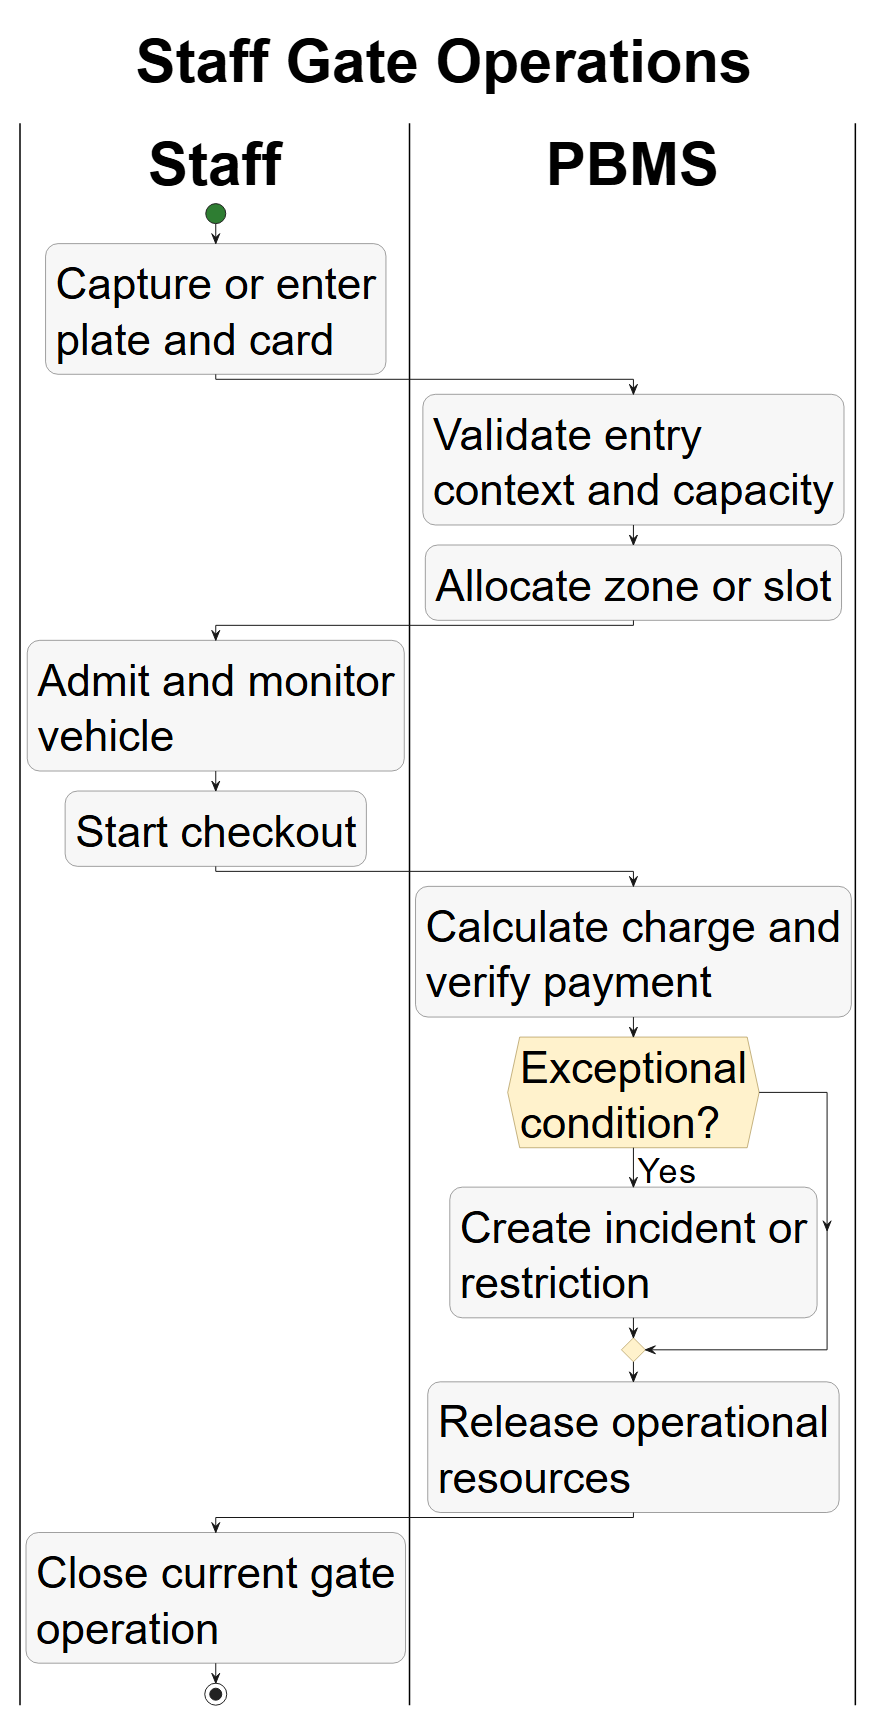 Staff Gate Operations
Staff
PBMS
Capture or enter
plate and card
Validate entry
context and capacity
Allocate zone or slot
Admit and monitor
vehicle
Start checkout
Calculate charge and
verify payment
Exceptional
condition?
Yes
Create incident or
restriction
Release operational
resources
Close current gate
operation